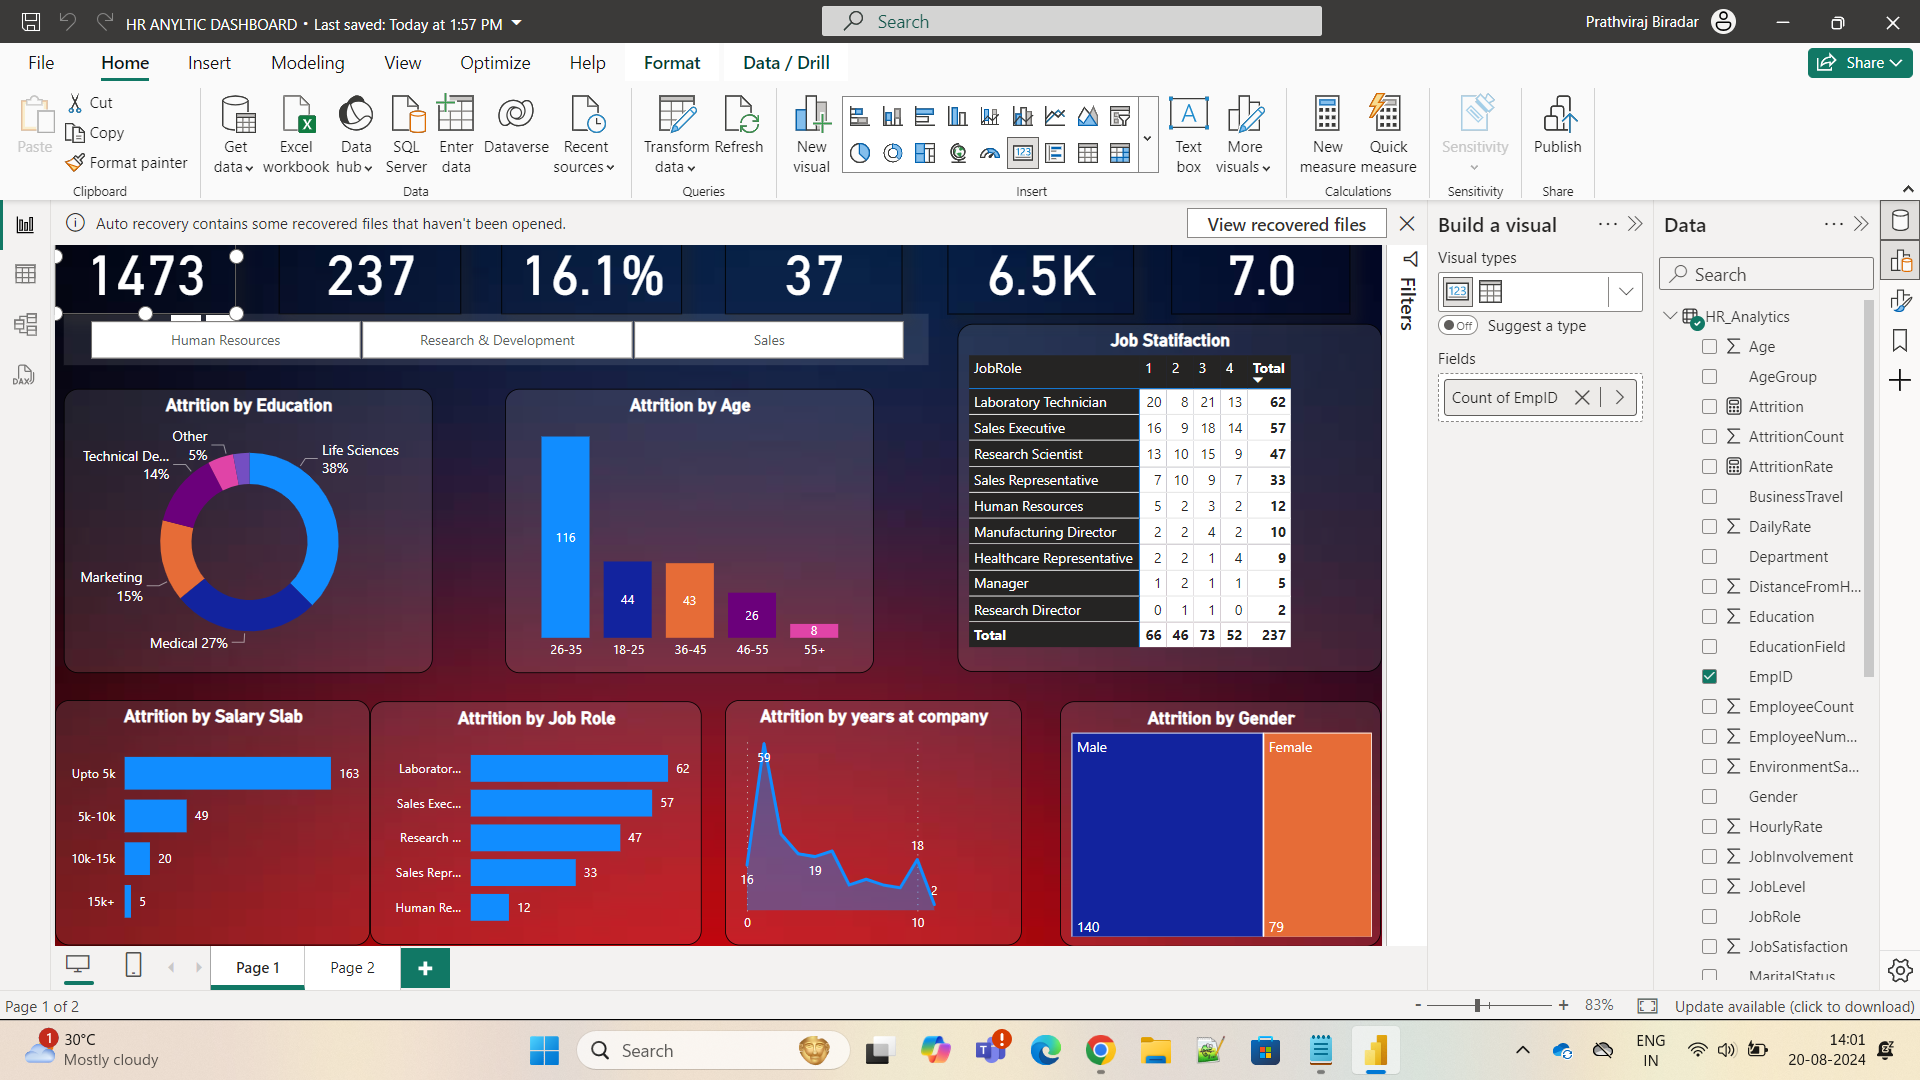 HR ANYLTIC DASHBOARD • Last saved: Today at 1:57 PM
Search
Prathviraj Biradar
File
Home
Insert
Modeling
View
Optimize
Help
Format
Data / Drill
Share
Paste
Cut
Copy
Format painter
Clipboard
Get data
Excel workbook
Data hub
SQL Server
Enter data
Dataverse
Recent sources
Data
Transform data
Refresh
Queries
New visual
123
Insert
A
Text box
More visuals
New measure
Quick measure
Calculations
Sensitivity
Sensitivity
Publish
Share
DAX
Auto recovery contains some recovered files that haven't been opened.
View recovered files
1473
237
16.1%
37
6.5K
7.0
Human Resources
Research & Development
Sales
Attrition by Education
Other
5%
Technical De...
14%
Life Sciences
38%
Marketing
15%
Medical 27%
Attrition by Age
116
44
43
26
8
26-35
18-25
36-45
46-55
55+
Job Statifaction
JobRole 1 2 3 4 Total
Laboratory Technician 20 8 21 13 62
Sales Executive 16 9 18 14 57
Research Scientist 13 10 15 9 47
Sales Representative 7 10 9 7 33
Human Resources 5 2 3 2 12
Manufacturing Director 2 2 4 2 10
Healthcare Representative 2 2 1 4 9
Manager 1 2 1 1 5
Research Director 0 1 1 0 2
Total 66 46 73 52 237
Attrition by Salary Slab
Upto 5k 163
5k-10k 49
10k-15k 20
15k+ 5
Attrition by Job Role
Laborator... 62
Sales Exec... 57
Research ... 47
Sales Repr... 33
Human Re... 12
Attrition by years at company
59
16
19
18
2
0
10
Attrition by Gender
Male
Female
140
79
Filters
Build a visual
Visual types
123
Off
Suggest a type
Fields
Count of EmpID
Data
Search
HR_Analytics
Age
AgeGroup
Attrition
AttritionCount
AttritionRate
BusinessTravel
DailyRate
Department
DistanceFromH...
Education
EducationField
EmpID
EmployeeCount
EmployeeNum...
EnvironmentSa...
Gender
HourlyRate
JobInvolvement
JobLevel
JobRole
JobSatisfaction
MaritalStatus
Page 1
Page 2
Page 1 of 2
83%
Update available (click to download)
1
30°C
Mostly cloudy
Search
ENG
IN
14:01
20-08-2024